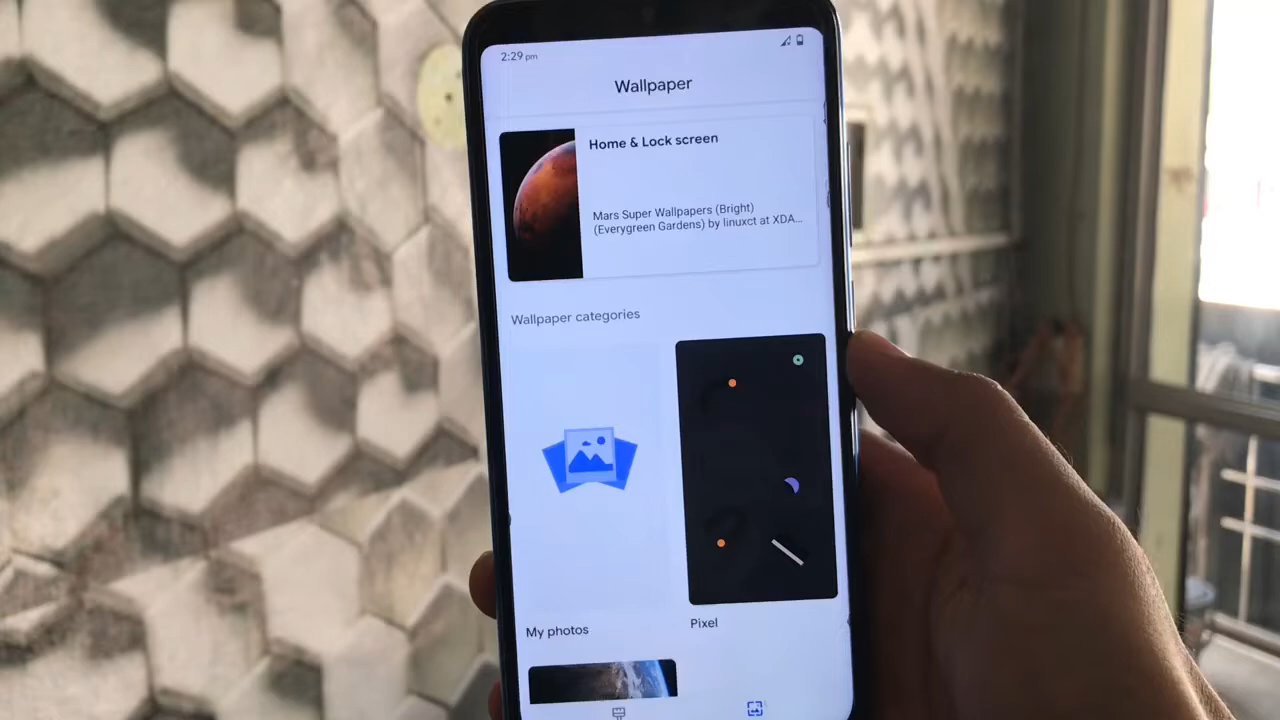 2:29 pm
Wallpaper
Home & Lock screen
Mars Super Wallpapers (Bright)
(Everygreen Gardens) by linuxct at XDA...
Wallpaper categories
My photos
Pixel